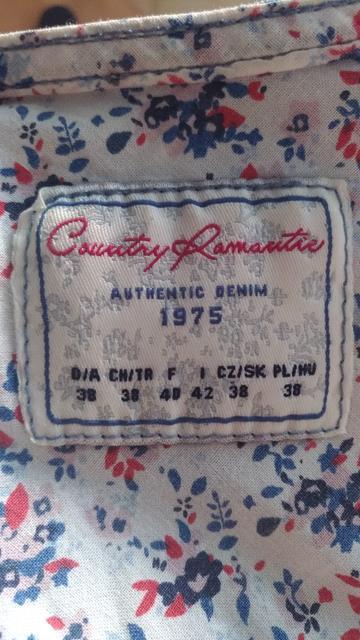 Country Romantic
AUTHENTIC DENIM
1975
D/A CH/TR F I CZ/SK PL/HU
38 38 40 42 38 38